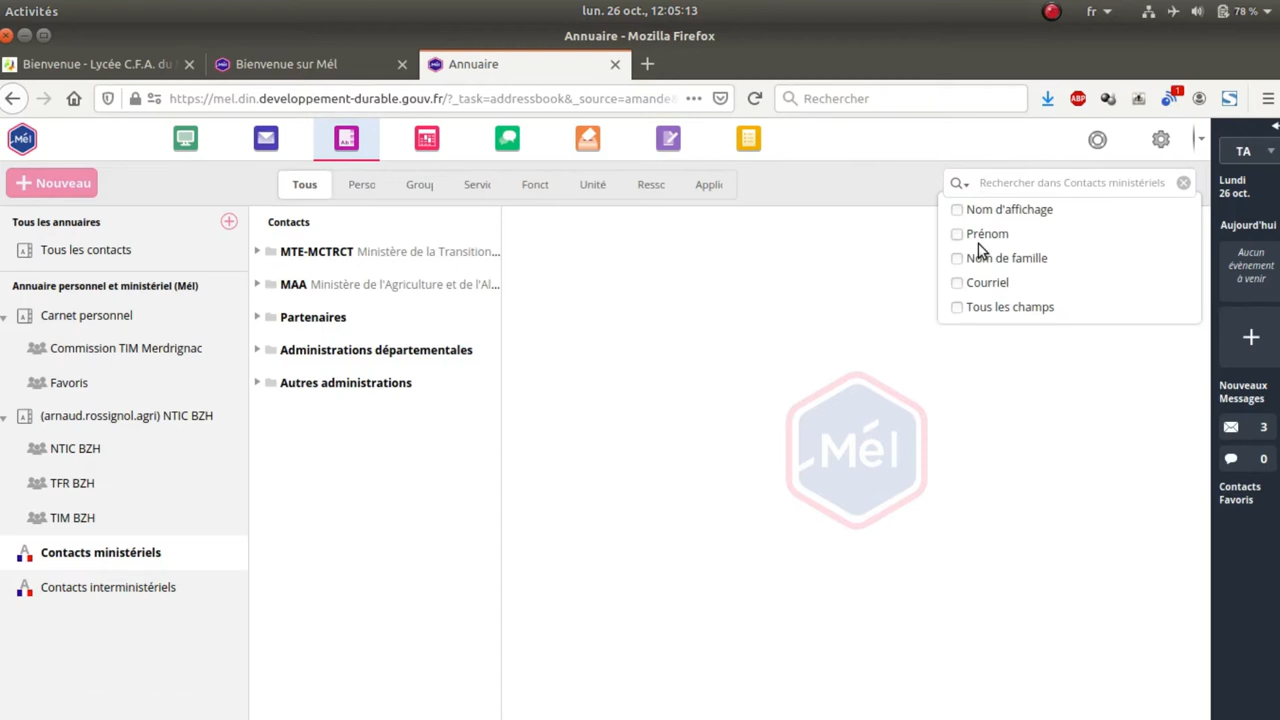 Activités
lun. 26 oct., 12:05:13
fr
78 %
Annuaire - Mozilla Firefox
Bienvenue - Lycée C.F.A. du
Bienvenue sur Mél
Annuaire
https://mel.din.developpement-durable.gouv.fr/?_task=addressbook&_source=amande&
Rechercher
ABP
1
Mél
Ab
TA
Nouveau
Tous
Perso
Group
Servic
Fonct
Unité
Resso
Applic
Rechercher dans Contacts ministériels
Lundi
26 oct.
Tous les annuaires
Contacts
Nom d'affichage
Prénom
Nom de famille
Courriel
Tous les champs
Aujourd'hui
Aucun
évènement
à venir
Tous les contacts
MTE-MCTRCT Ministère de la Transition...
Annuaire personnel et ministériel (Mél)
MAA Ministère de l'Agriculture et de l'Al...
Carnet personnel
Partenaires
Commission TIM Merdrignac
Administrations départementales
Favoris
Autres administrations
(arnaud.rossignol.agri) NTIC BZH
NTIC BZH
TFR BZH
TIM BZH
Contacts ministériels
Contacts interministériels
Mél
Nouveaux
Messages
3
0
Contacts
Favoris